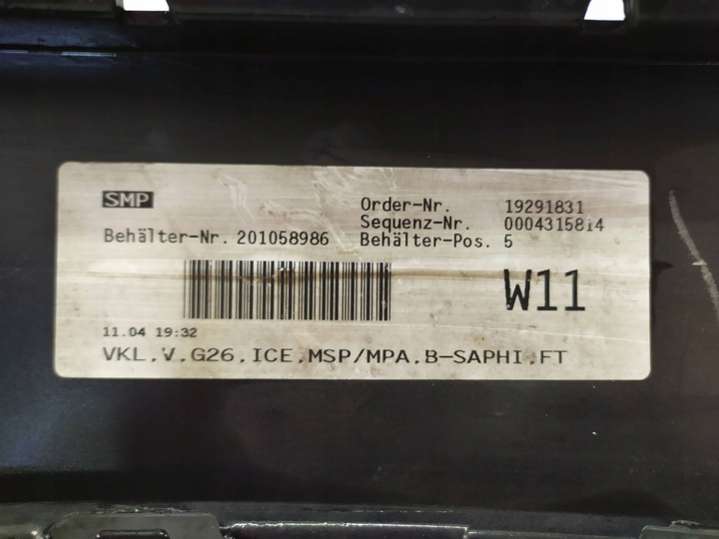 SMP
Order-Nr. 19291831
Sequenz-Nr. 0004315814
Behälter-Nr. 201058986 Behälter-Pos. 5
W11
11.04 19:32
VKL.V.G26.ICE.MSP/MPA.B-SAPHI.FT